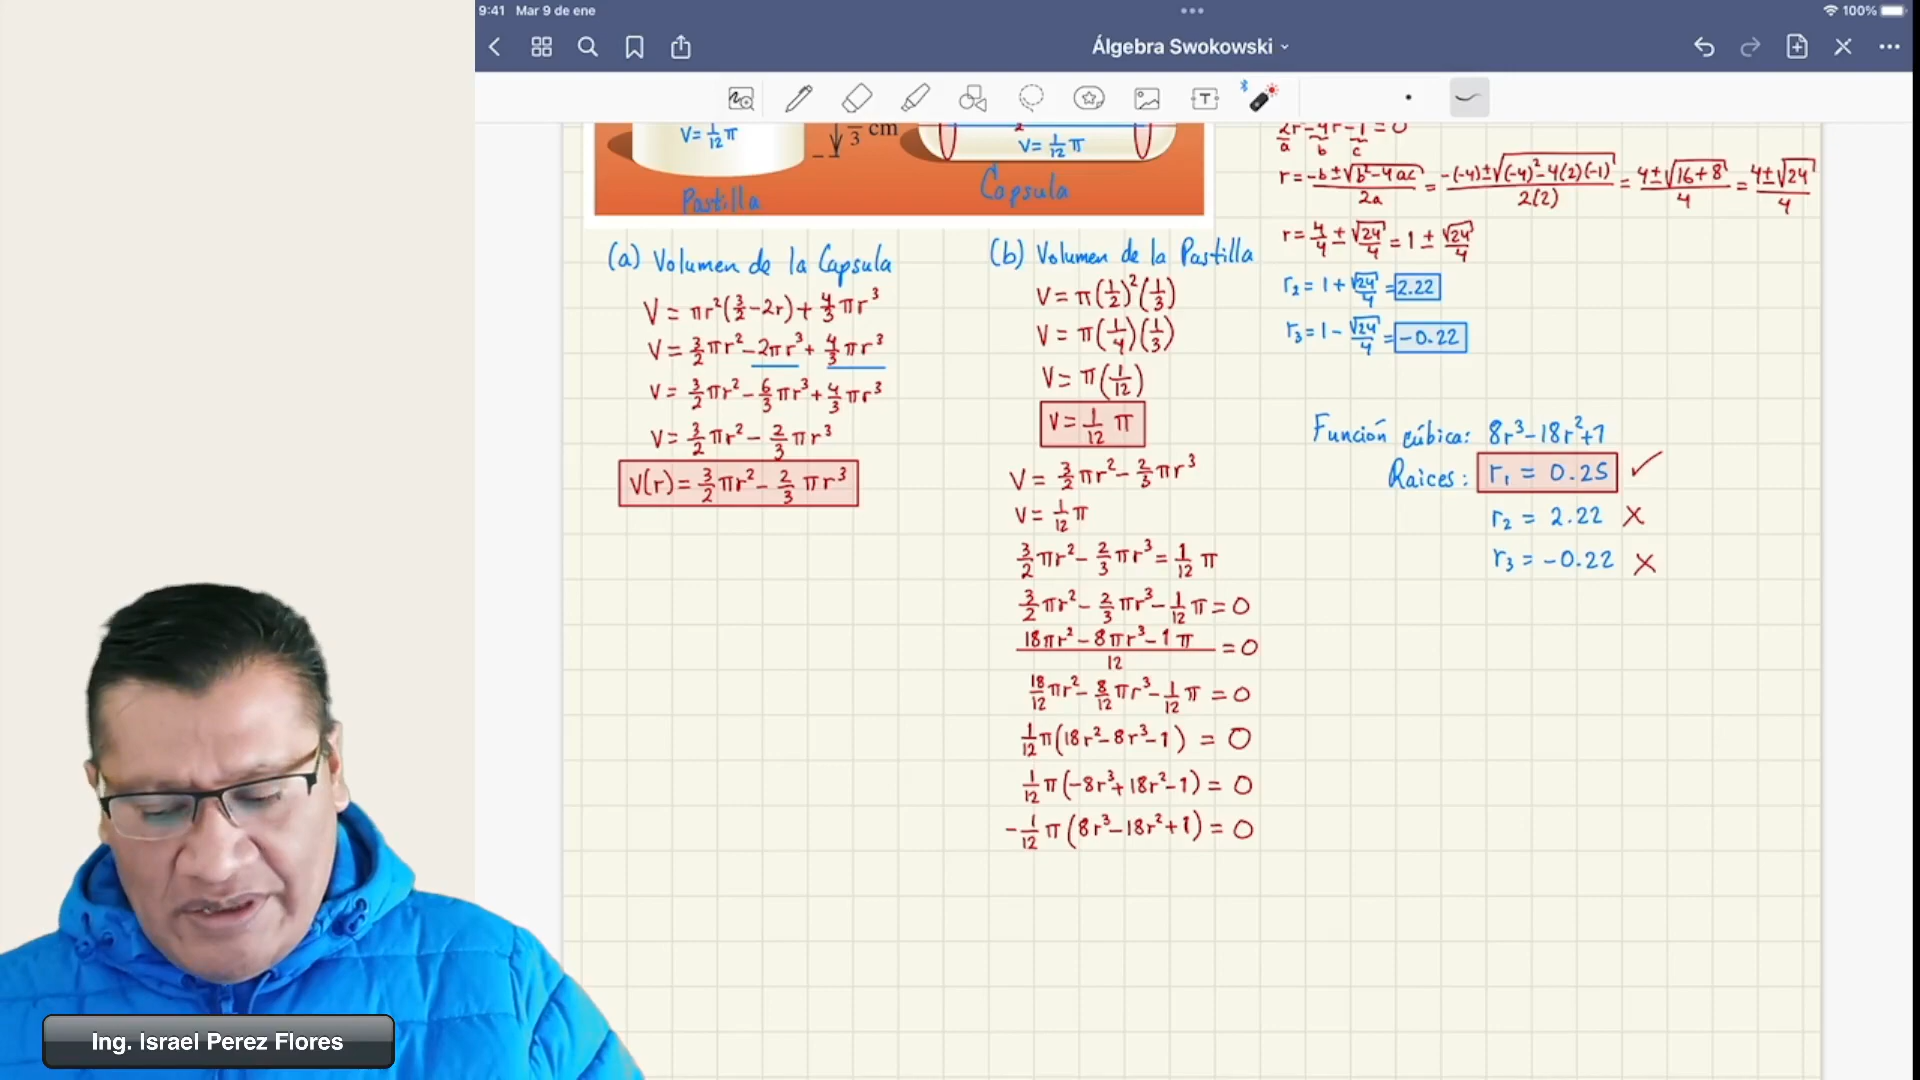 9:41 Mar 9 de ene
100%
Álgebra Swokowski
V = 1/12 π
3 cm
Pastilla
2
V = 1/12 π
Capsula
(a) Volumen de la Capsula
V = πr²(3/2 - 2r) + 4/3 πr³
V = 3/2 πr² - 2πr³ + 4/3 πr³
V = 3/2 πr² - 6/3 πr³ + 4/3 πr³
V = 3/2 πr² - 2/3 πr³
V(r) = 3/2 πr² - 2/3 πr³
(b) Volumen de la Pastilla
V = π(1/2)²(1/3)
V = π(1/4)(1/3)
V = π(1/12)
V = 1/12 π
V = 3/2 πr² - 2/3 πr³
V = 1/12 π
3/2 πr² - 2/3 πr³ = 1/12 π
3/2 πr² - 2/3 πr³ - 1/12 π = 0
(18πr² - 8πr³ - 1π)/12 = 0
18/12 πr² - 8/12 πr³ - 1/12 π = 0
1/12 π(18r² - 8r³ - 1) = 0
1/12 π(-8r³ + 18r² - 1) = 0
- 1/12 π(8r³ - 18r² + 1) = 0
2r - 4r - 1 = 0
a b c
r = (-b ± √(b² - 4ac))/2a = (-(-4) ± √((-4)² - 4(2)(-1)))/2(2) = (4 ± √(16 + 8))/4 = (4 ± √24)/4
r = 4/4 ± √24/4 = 1 ± √24/4
r₂ = 1 + √24/4 = 2.22
r₃ = 1 - √24/4 = -0.22
Función cúbica: 8r³ - 18r² + 1
Raices: r₁ = 0.25 ✓
r₂ = 2.22 X
r₃ = -0.22 X
Ing. Israel Perez Flores